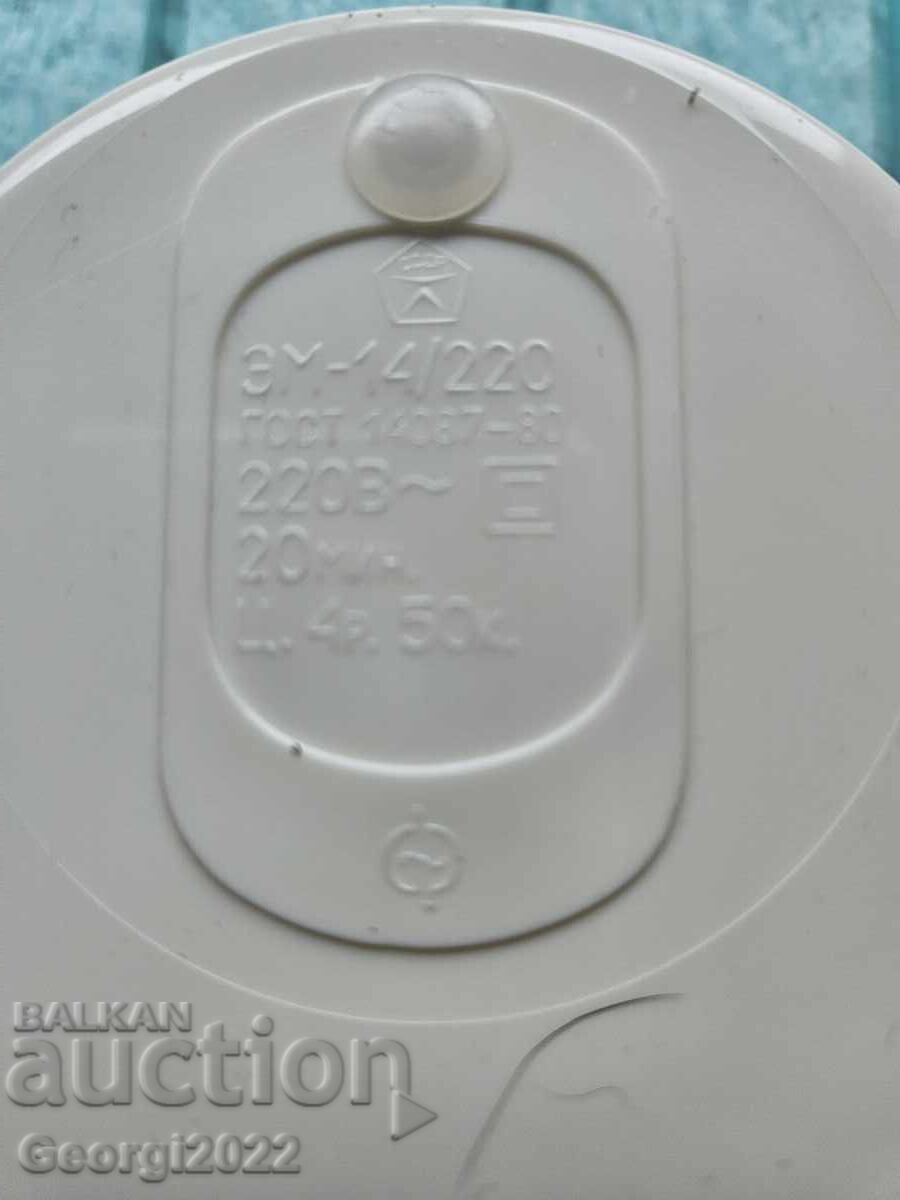 ЭМ-14/220
ГОСТ 14087-80
220В~
20мин.
Ц. 4р. 50к.
BALKAN
auction
Georgi2022